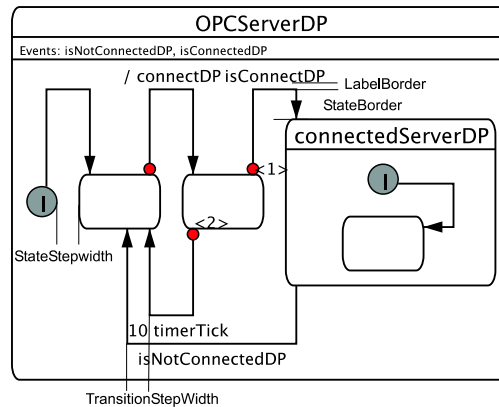 OPCServerDP
Events: isNotConnectedDP, isConnectedDP
/ connectDP isConnectDP
LabelBorder
StateBorder
connectedServerDP
<1>
I
I
<2>
StateStepwidth
10 timerTick
isNotConnectedDP
TransitionStepWidth